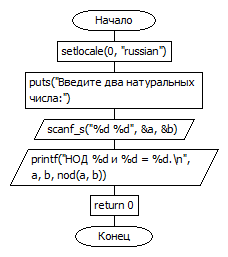 Начало
setlocale(0, "russian")
puts("Введите два натуральных
числа:")
scanf_s("%d %d", &a, &b)
printf("НОД %d и %d = %d.\n",
a, b, nod(a, b))
return 0
Конец